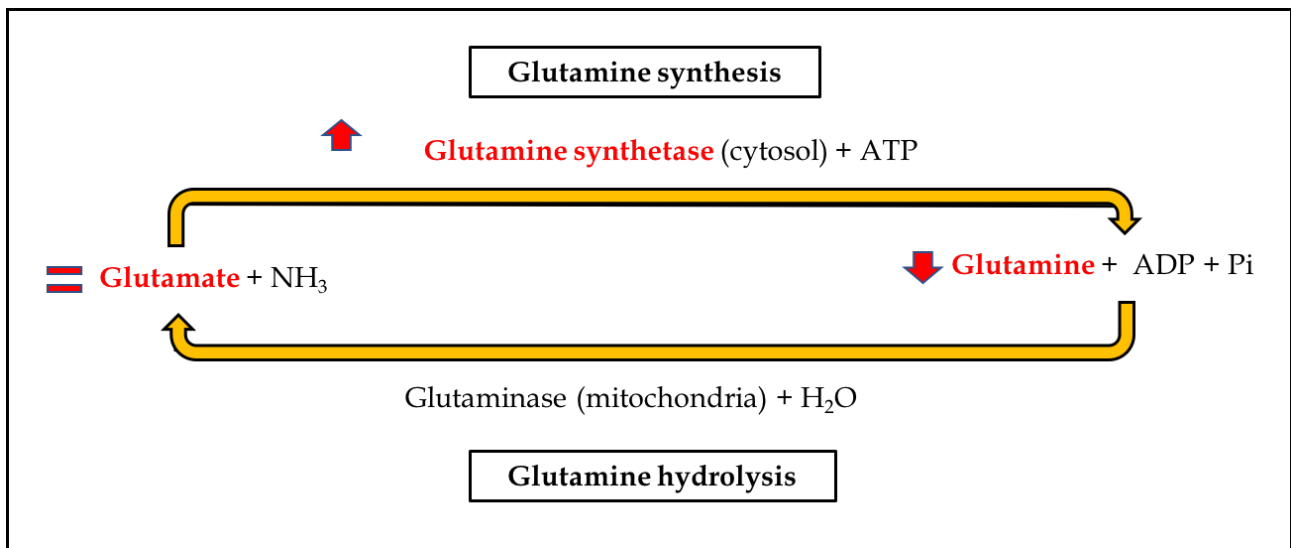 Glutamine synthesis
Glutamine synthetase (cytosol) + ATP
Glutamate + NH₃
Glutamine + ADP + Pi
Glutaminase (mitochondria) + H₂O
Glutamine hydrolysis